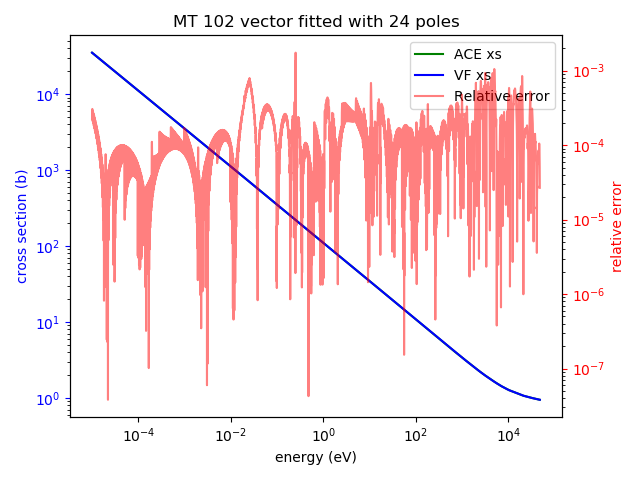 MT 102 vector fitted with 24 poles
ACE xs
VF xs
Relative error
cross section (b)
10^4
10^3
10^2
10^1
10^0
10^-3
10^-4
10^-5
10^-6
10^-7
relative error
10^-4
10^-2
10^0
10^2
10^4
energy (eV)